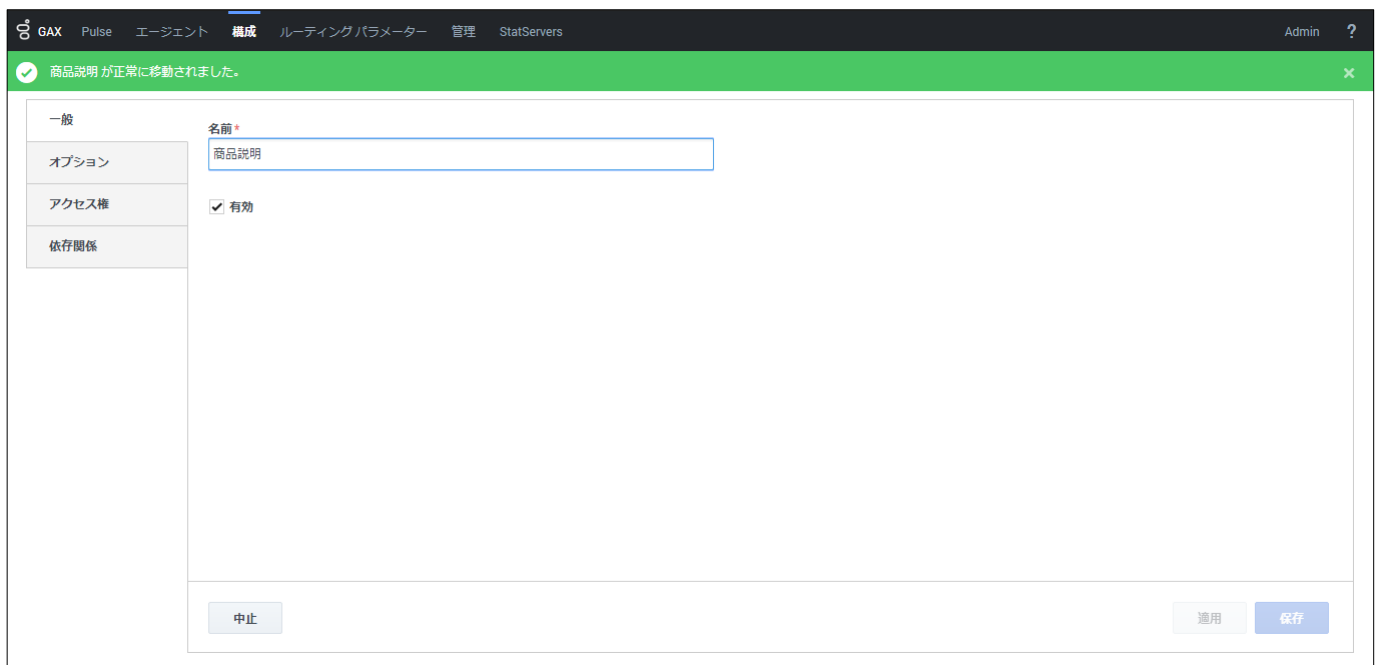 GAX Pulse エージェント 構成 ルーティング パラメーター 管理 StatServers Admin ?
商品説明 が正常に移動されました。 ×
一般
名前*
商品説明
オプション
アクセス権
有効
依存関係
中止 適用 保存